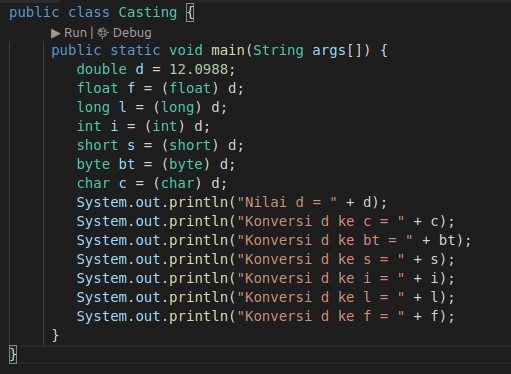 public class Casting {
Run | Debug
public static void main(String args[]) {
double d = 12.0988;
float f = (float) d;
long l = (long) d;
int i = (int) d;
short s = (short) d;
byte bt = (byte) d;
char c = (char) d;
System.out.println("Nilai d = " + d);
System.out.println("Konversi d ke c = " + c);
System.out.println("Konversi d ke bt = " + bt);
System.out.println("Konversi d ke s = " + s);
System.out.println("Konversi d ke i = " + i);
System.out.println("Konversi d ke l = " + l);
System.out.println("Konversi d ke f = " + f);
}
}